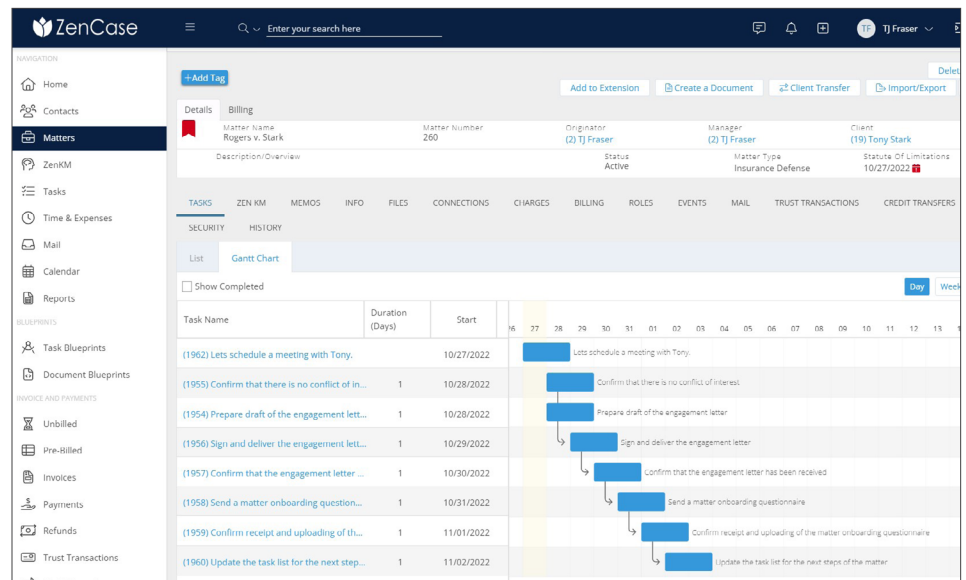 ZenCase
Enter your search here
TF TJ Fraser
NAVIGATION
Home
Contacts
Matters
ZenKM
Tasks
Time & Expenses
Mail
Calendar
Reports
BLUEPRINTS
Task Blueprints
Document Blueprints
INVOICE AND PAYMENTS
Unbilled
Pre-Billed
Invoices
Payments
Refunds
Trust Transactions
+Add Tag
Delet
Add to Extension Create a Document Client Transfer Import/Export
Details Billing
Matter Name Matter Number Originator Manager Client
Rogers v. Stark 260 (2) TJ Fraser (2) TJ Fraser (19) Tony Stark
Description/Overview Status Matter Type Statute Of Limitations
Active Insurance Defense 10/27/2022
TASKS ZEN KM MEMOS INFO FILES CONNECTIONS CHARGES BILLING ROLES EVENTS MAIL TRUST TRANSACTIONS CREDIT TRANSFERS
SECURITY HISTORY
List Gantt Chart
Show Completed Day Week
Task Name Duration (Days) Start 27 28 29 30 31 01 02 03 04 05 06 07 08 09 10 11 12 13
(1962) Lets schedule a meeting with Tony. 10/27/2022 Lets schedule a meeting with Tony.
(1955) Confirm that there is no conflict of in... 1 10/28/2022 Confirm that there is no conflict of interest
(1954) Prepare draft of the engagement lett... 1 10/28/2022 Prepare draft of the engagement letter
(1956) Sign and deliver the engagement lett... 1 10/29/2022 Sign and deliver the engagement letter
(1957) Confirm that the engagement letter ... 1 10/30/2022 Confirm that the engagement letter has been received
(1958) Send a matter onboarding question... 1 10/31/2022 Send a matter onboarding questionnaire
(1959) Confirm receipt and uploading of th... 1 11/01/2022 Confirm receipt and uploading of the matter onboarding questionnaire
(1960) Update the task list for the next step... 1 11/02/2022 Update the task list for the next steps of the matter